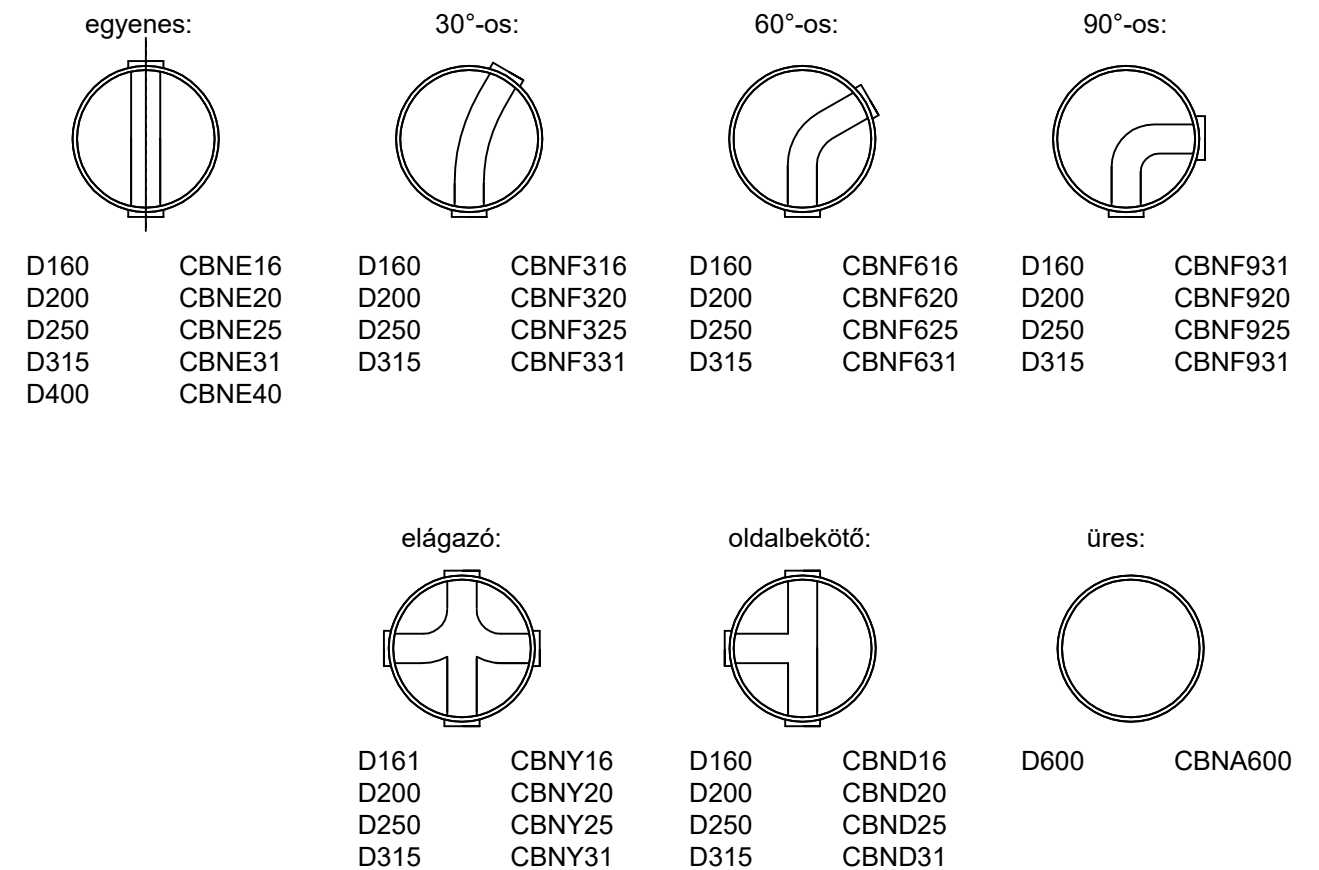 egyenes: 30°-os: 60°-os: 90°-os:
D160 CBNE16 D160 CBNF316 D160 CBNF616 D160 CBNF931
D200 CBNE20 D200 CBNF320 D200 CBNF620 D200 CBNF920
D250 CBNE25 D250 CBNF325 D250 CBNF625 D250 CBNF925
D315 CBNE31 D315 CBNF331 D315 CBNF631 D315 CBNF931
D400 CBNE40
elágazó: oldalbekötő: üres:
D161 CBNY16 D160 CBND16 D600 CBNA600
D200 CBNY20 D200 CBND20
D250 CBNY25 D250 CBND25
D315 CBNY31 D315 CBND31